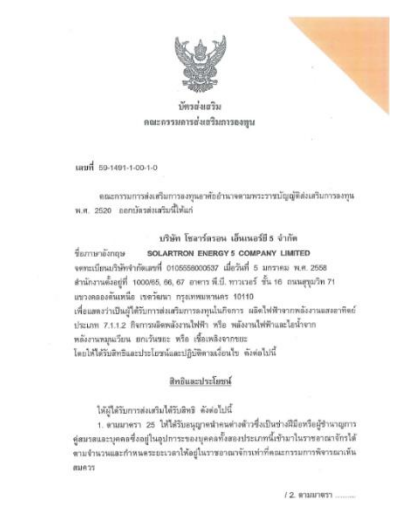 บัตรส่งเสริม
คณะกรรมการส่งเสริมการลงทุน
เลขที่ 59-1491-1-00-1-0
คณะกรรมการส่งเสริมการลงทุนอาศัยอำนาจตามพระราชบัญญัติส่งเสริมการลงทุน
พ.ศ. 2520 ออกบัตรส่งเสริมนี้ให้แก่
บริษัท โซลาร์ตรอน เอ็นเนอร์ยี 5 จำกัด
ชื่อภาษาอังกฤษ SOLARTRON ENERGY 5 COMPANY LIMITED
จดทะเบียนบริษัทจำกัดเลขที่ 0105558000537 เมื่อวันที่ 5 มกราคม พ.ศ. 2558
สำนักงานตั้งอยู่ที่ 1000/65, 66, 67 อาคาร พี.บี. ทาวเวอร์ ชั้น 16 ถนนสุขุมวิท 71
แขวงคลองตันเหนือ เขตวัฒนา กรุงเทพมหานคร 10110
เพื่อแสดงว่าเป็นผู้ได้รับการส่งเสริมการลงทุนในกิจการ ผลิตไฟฟ้าจากพลังงานแสงอาทิตย์
ประเภท 7.1.1.2 กิจการผลิตพลังงานไฟฟ้า หรือ พลังงานไฟฟ้าและไอน้ำจาก
พลังงานหมุนเวียน ยกเว้นขยะ หรือ เชื้อเพลิงจากขยะ
โดยให้ได้รับสิทธิและประโยชน์และปฏิบัติตามเงื่อนไข ดังต่อไปนี้
สิทธิและประโยชน์
ให้ผู้ได้รับการส่งเสริมได้รับสิทธิ ดังต่อไปนี้
1. ตามมาตรา 25 ให้ได้รับอนุญาตนำคนต่างด้าวซึ่งเป็นช่างฝีมือหรือผู้ชำนาญการ
คู่สมรสและบุคคลซึ่งอยู่ในอุปการะของบุคคลทั้งสองประเภทนี้เข้ามาในราชอาณาจักรได้
ตามจำนวนและกำหนดระยะเวลาให้อยู่ในราชอาณาจักรเท่าที่คณะกรรมการพิจารณาเห็น
สมควร
/ 2. ตามมาตรา .........